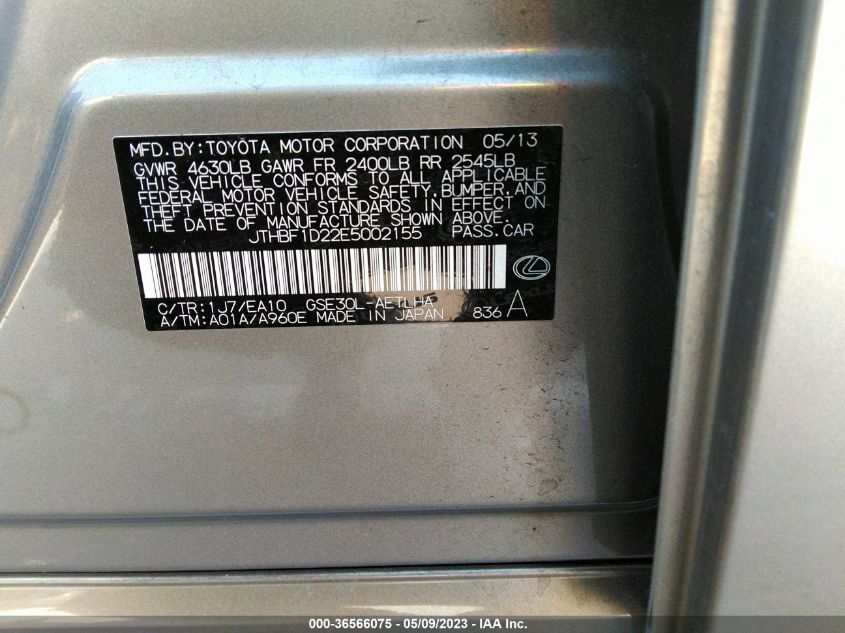 MFD.BY:TOYOTA MOTOR CORPORATION 05/13
GVWR 4630LB GAWR FR 2400LB RR 2545LB
THIS VEHICLE CONFORMS TO ALL APPLICABLE
FEDERAL MOTOR VEHICLE SAFETY,BUMPER,AND
THEFT PREVENTION STANDARDS IN EFFECT ON
THE DATE OF MANUFACTURE SHOWN ABOVE.
JTHBF1D22E5002155 PASS.CAR
C/TR:1J7/EA10 GSE30L-AETLHA
A/TM:A01A/A960E MADE IN JAPAN 836 A
000-36566075 — 05/09/2023 — IAA Inc.